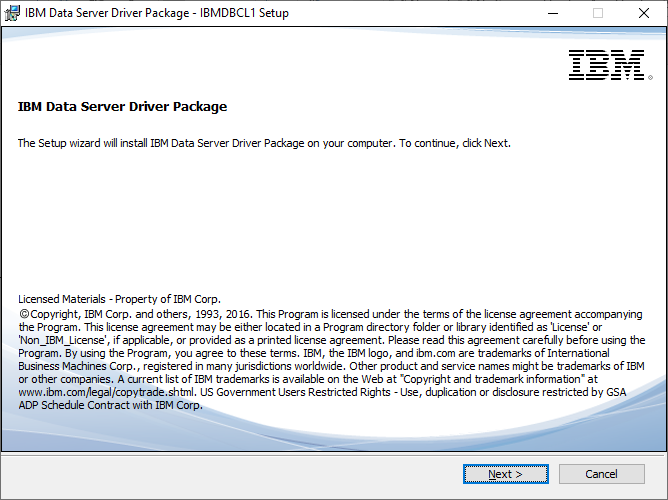 IBM Data Server Driver Package - IBMDBCL1 Setup
IBM®
IBM Data Server Driver Package
The Setup wizard will install IBM Data Server Driver Package on your computer. To continue, click Next.
Licensed Materials - Property of IBM Corp.
©Copyright, IBM Corp. and others, 1993, 2016. This Program is licensed under the terms of the license agreement accompanying
the Program. This license agreement may be either located in a Program directory folder or library identified as 'License' or
'Non_IBM_License', if applicable, or provided as a printed license agreement. Please read this agreement carefully before using the
Program. By using the Program, you agree to these terms. IBM, the IBM logo, and ibm.com are trademarks of International
Business Machines Corp., registered in many jurisdictions worldwide. Other product and service names might be trademarks of IBM
or other companies. A current list of IBM trademarks is available on the Web at "Copyright and trademark information" at
www.ibm.com/legal/copytrade.shtml. US Government Users Restricted Rights - Use, duplication or disclosure restricted by GSA
ADP Schedule Contract with IBM Corp.
Next >
Cancel